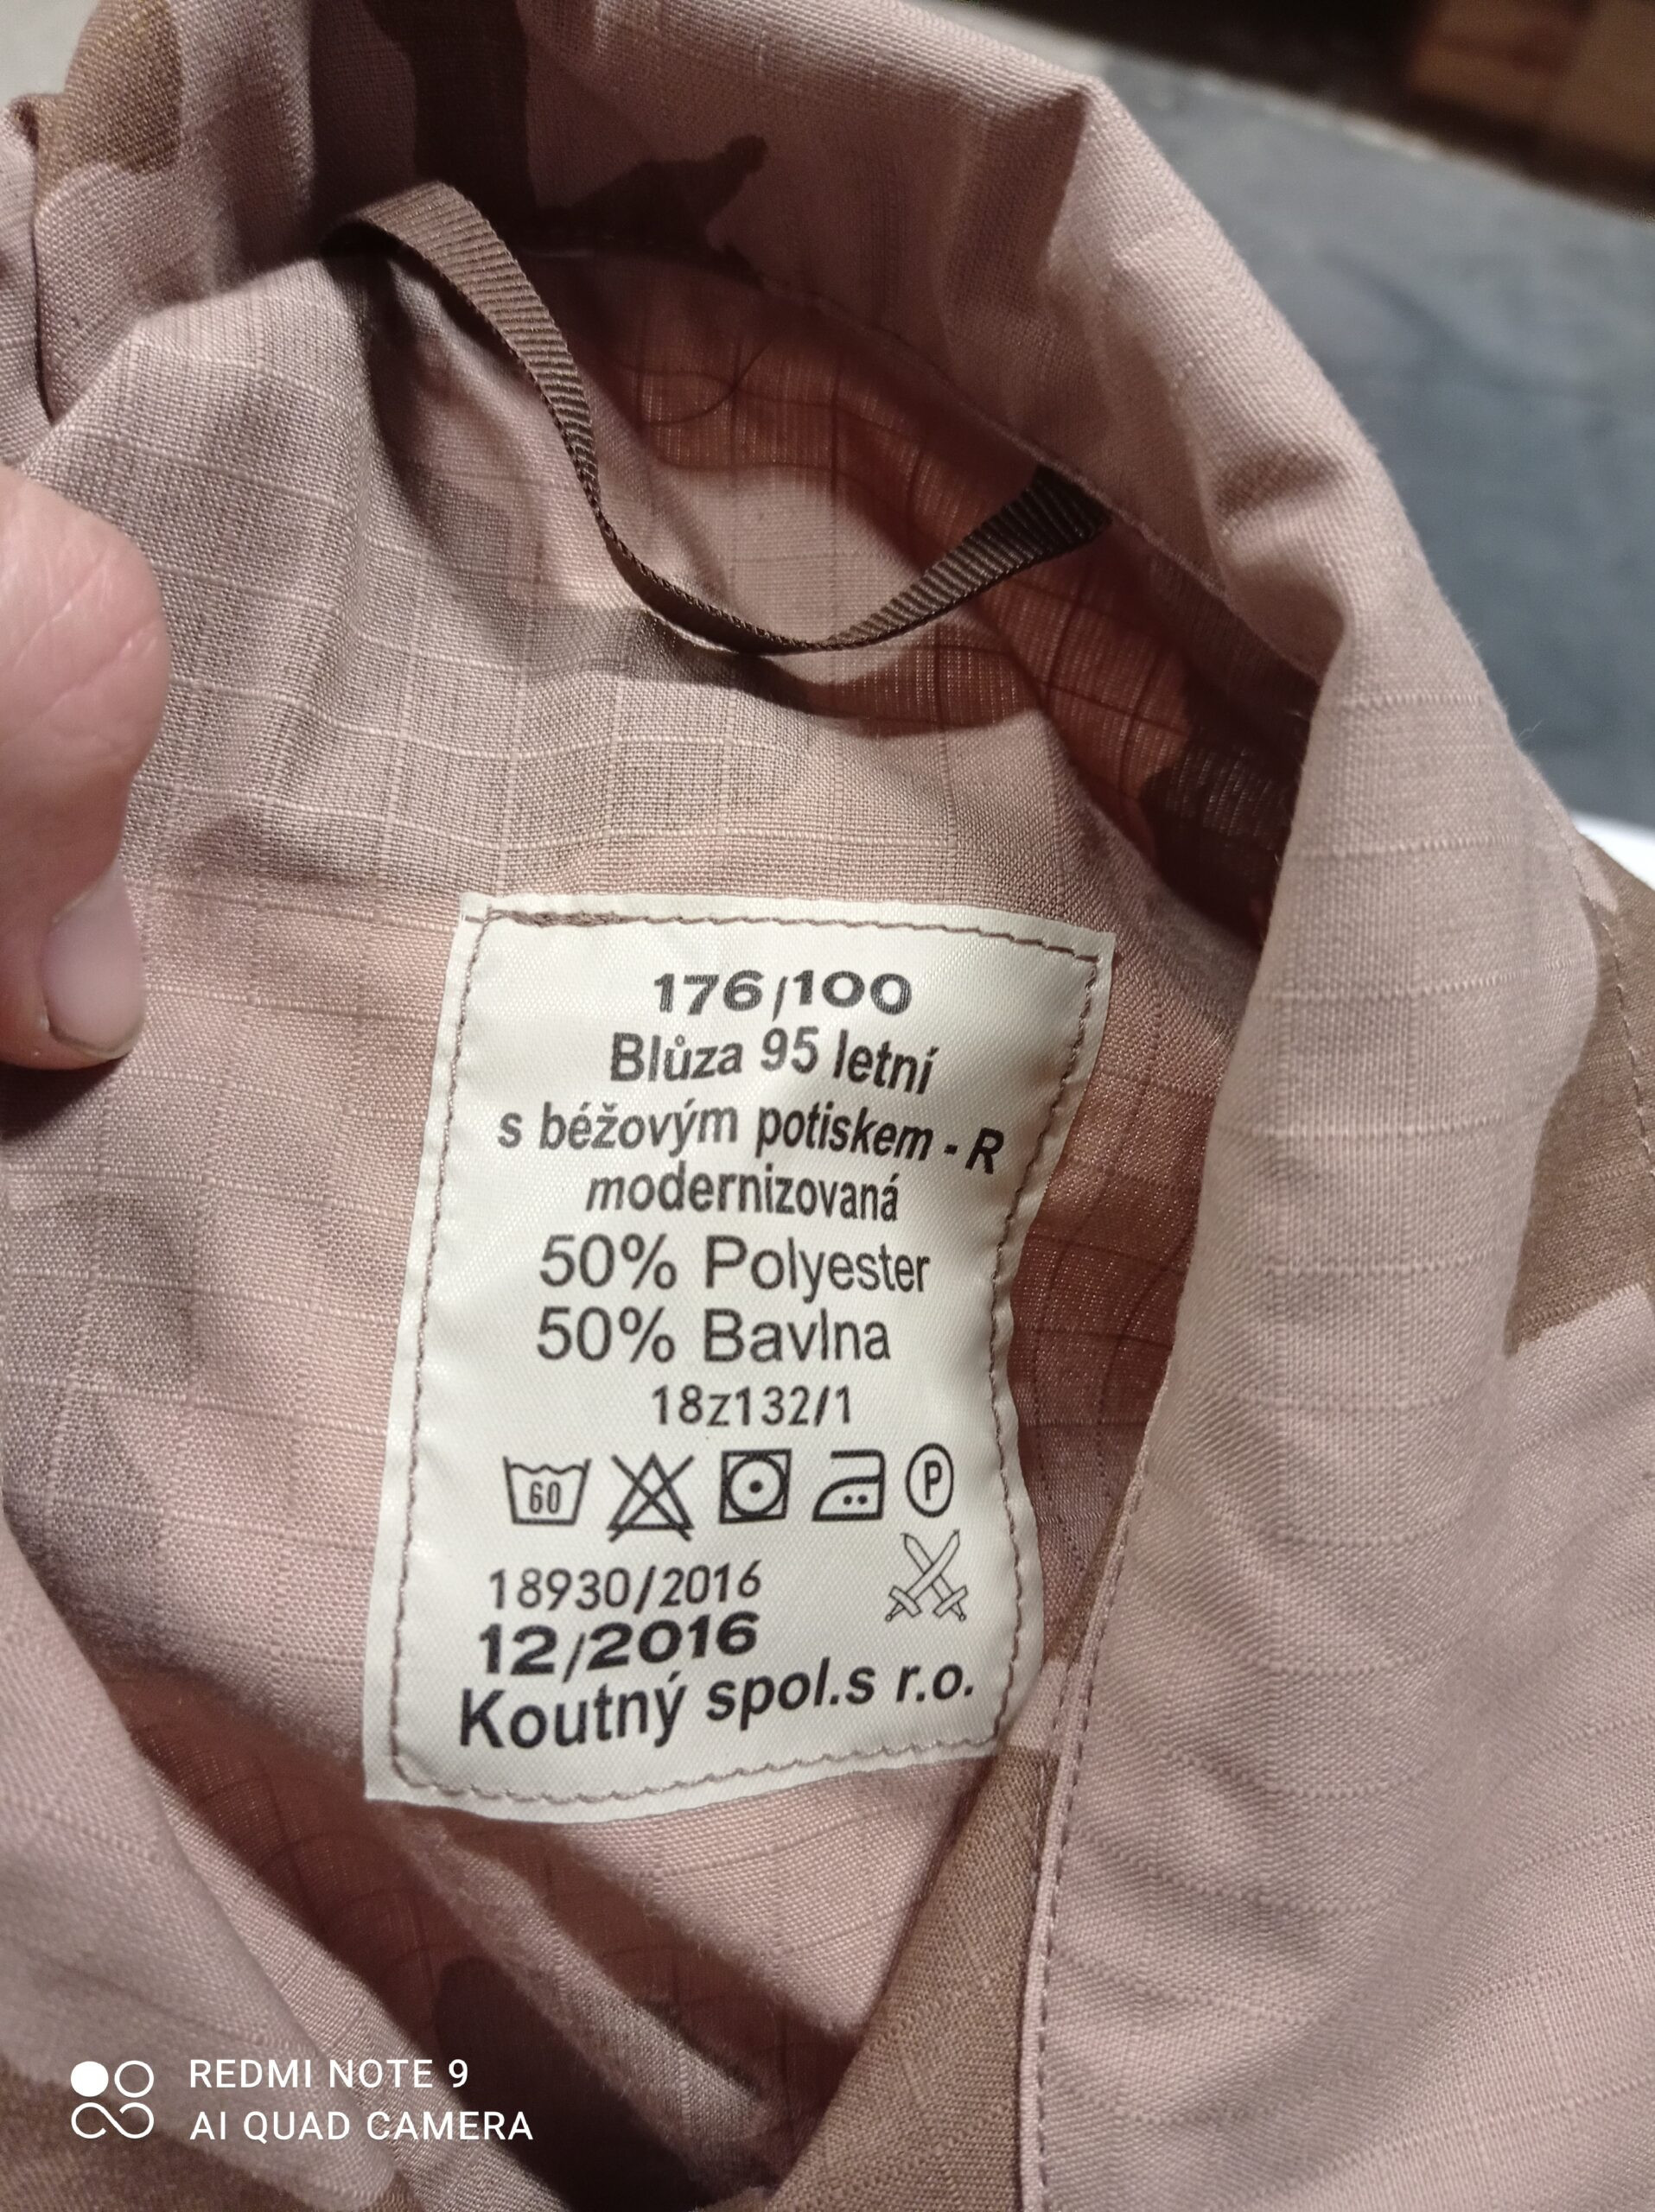 176/100
Blůza 95 letní
s béžovým potiskem - R
modernizovaná
50% Polyester
50% Bavlna
18z132/1
60 P
18930/2016
12/2016
Koutný spol.s r.o.
REDMI NOTE 9
AI QUAD CAMERA